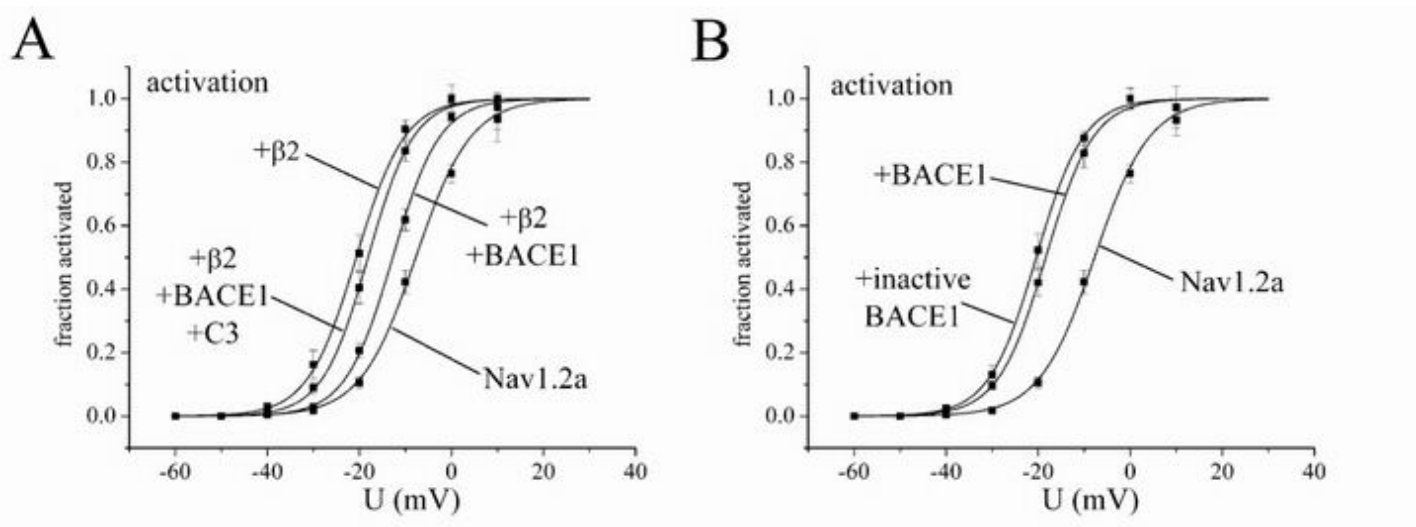 A
activation
fraction activated
1.0
0.8
0.6
0.4
0.2
0.0
+β2
+β2
+BACE1
+β2
+BACE1
+C3
Nav1.2a
-60
-40
-20
0
20
40
U (mV)
B
activation
fraction activated
1.0
0.8
0.6
0.4
0.2
0.0
+BACE1
+inactive
BACE1
Nav1.2a
-60
-40
-20
0
20
40
U (mV)